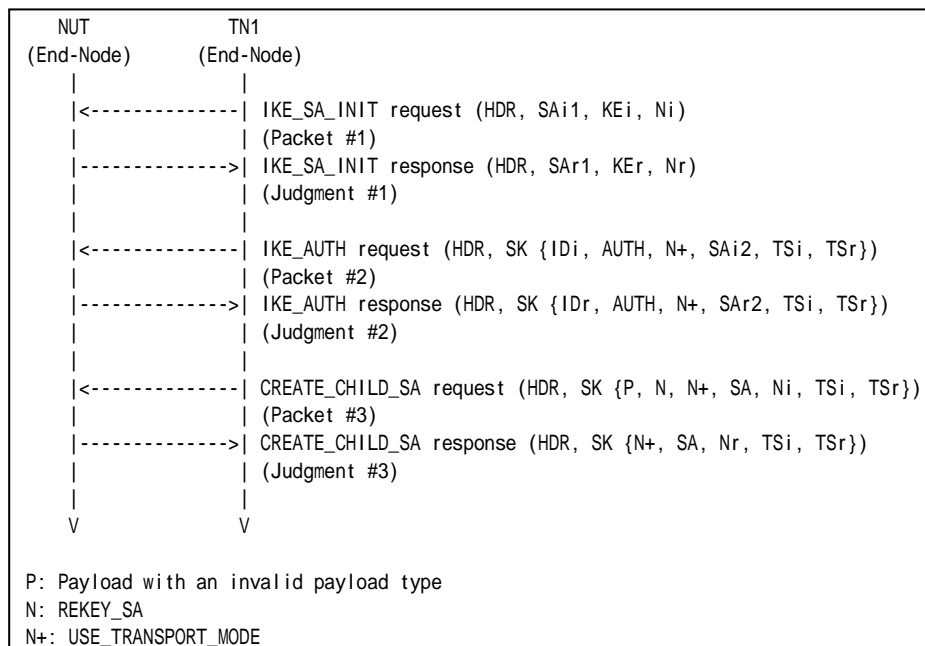 NUT TN1
(End-Node) (End-Node)
| |
|<--------------| IKE_SA_INIT request (HDR, SAi1, KEi, Ni)
| | (Packet #1)
|-------------->| IKE_SA_INIT response (HDR, SAr1, KEr, Nr)
| | (Judgment #1)
| |
|<--------------| IKE_AUTH request (HDR, SK {IDi, AUTH, N+, SAi2, TSi, TSr})
| | (Packet #2)
|-------------->| IKE_AUTH response (HDR, SK {IDr, AUTH, N+, SAr2, TSi, TSr})
| | (Judgment #2)
| |
|<--------------| CREATE_CHILD_SA request (HDR, SK {P, N, N+, SA, Ni, TSi, TSr})
| | (Packet #3)
|-------------->| CREATE_CHILD_SA response (HDR, SK {N+, SA, Nr, TSi, TSr})
| | (Judgment #3)
| |
V V
P: Payload with an invalid payload type
N: REKEY_SA
N+: USE_TRANSPORT_MODE